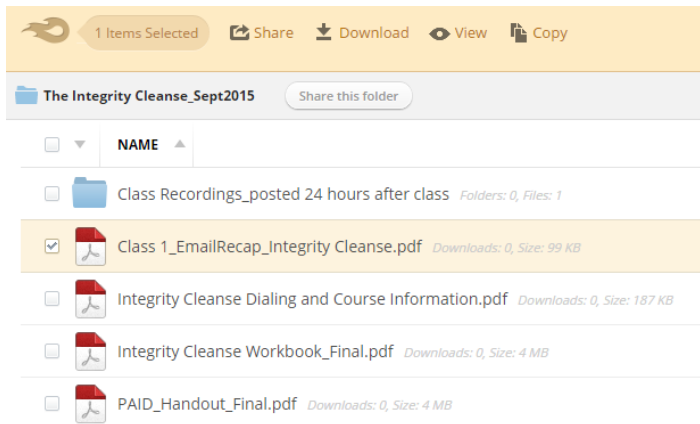 1 Items Selected Share Download View Copy
The Integrity Cleanse_Sept2015 Share this folder
NAME
Class Recordings_posted 24 hours after class Folders: 0, Files: 1
Class 1_EmailRecap_Integrity Cleanse.pdf Downloads: 0, Size: 99 KB
Integrity Cleanse Dialing and Course Information.pdf Downloads: 0, Size: 187 KB
Integrity Cleanse Workbook_Final.pdf Downloads: 0, Size: 4 MB
PAID_Handout_Final.pdf Downloads: 0, Size: 4 MB